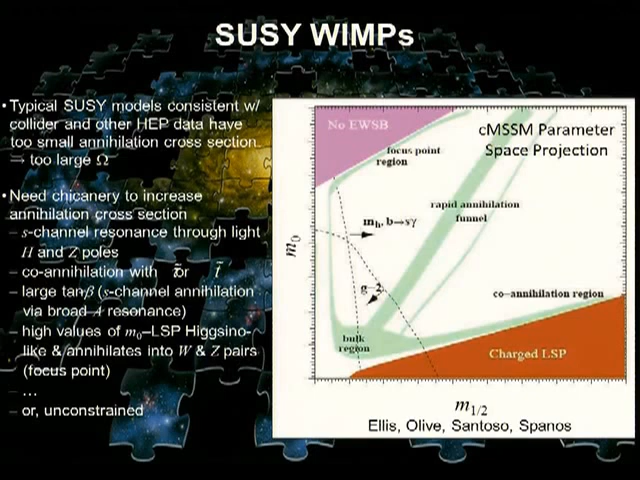 SUSY WIMPs
• Typical SUSY models consistent w/
collider and other HEP data have
too small annihilation cross section
→ too large Ω
• Need chicanery to increase
annihilation cross section
– s-channel resonance through light
H and Z poles
– co-annihilation with τ̃ or t̃
– large tanβ (s-channel annihilation
via broad A resonance)
– high values of m₀–LSP Higgsino-
like & annihilates into W & Z pairs
(focus point)
– …
– or, unconstrained
No EWSB
cMSSM Parameter
Space Projection
focus point
region
rapid annihilation
funnel
mh, b→sγ
m₀
g–2
co–annihilation region
bulk
region
Charged LSP
m1/2
Ellis, Olive, Santoso, Spanos